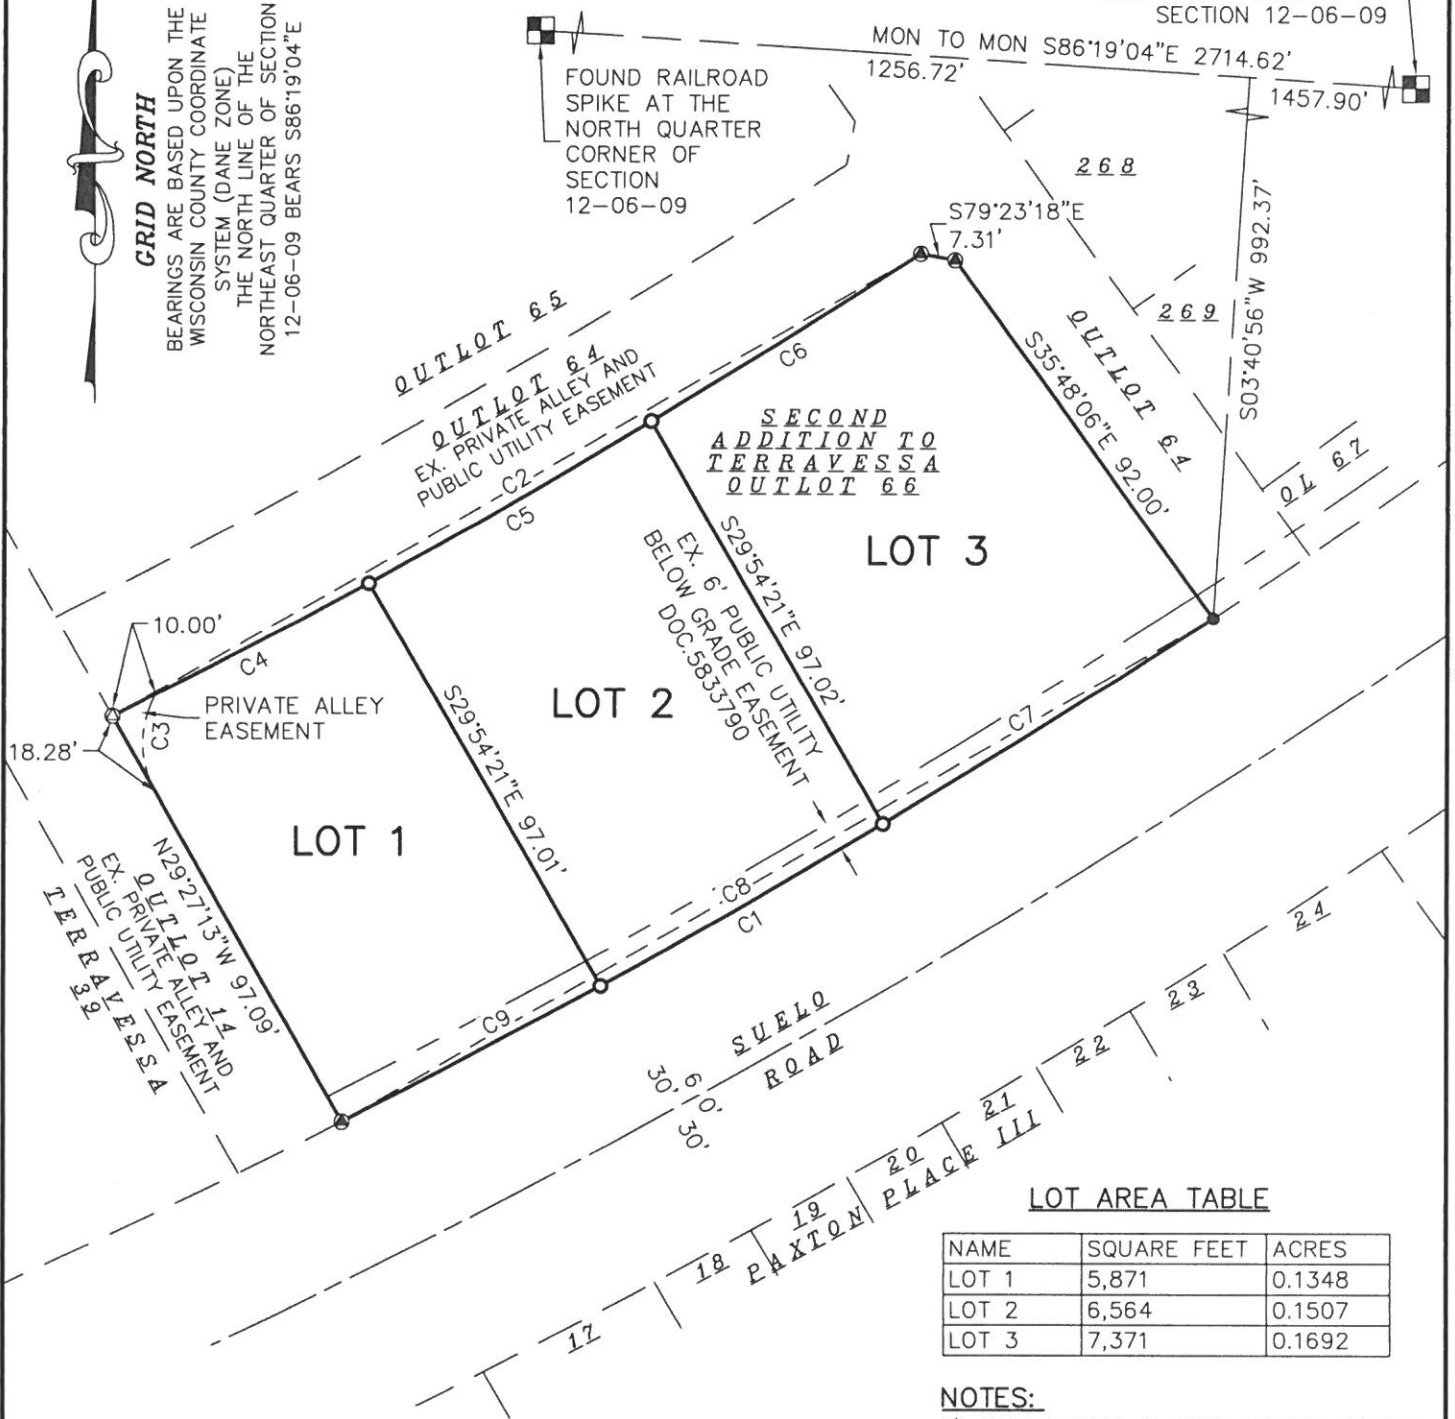 SECTION 12-06-09
GRID NORTH
BEARINGS ARE BASED UPON THE
WISCONSIN COUNTY COORDINATE
SYSTEM (DANE ZONE)
THE NORTH LINE OF THE
NORTHEAST QUARTER OF SECTION
12-06-09 BEARS S86°19'04"E
MON TO MON S86°19'04"E 2714.62'
1256.72'
1457.90'
FOUND RAILROAD
SPIKE AT THE
NORTH QUARTER
CORNER OF
SECTION
12-06-09
268
S79°23'18"E
7.31'
S03°40'56"W 992.37'
269
OUTLOT 64
S35°48'06"E 92.00'
OL 67
OUTLOT 65
OUTLOT 64
EX. PRIVATE ALLEY AND
PUBLIC UTILITY EASEMENT
C6
C2
C5
SECOND
ADDITION TO
TERRAVESSA
OUTLOT 66
LOT 3
S29°54'21"E 97.02'
EX. 6' PUBLIC UTILITY
BELOW GRADE EASEMENT
DOC.5833790
10.00'
C4
PRIVATE ALLEY
EASEMENT
C3
18.28'
LOT 2
S29°54'21"E 97.01'
C7
LOT 1
N29°27'13"W 97.09'
OUTLOT 14
EX. PRIVATE ALLEY AND
PUBLIC UTILITY EASEMENT
TERRAVESSA
39
C8
C1
C9
SUELO
ROAD
30'
60'
30'
24
23
22
21
20
19
18
17
PAXTON PLACE III
LOT AREA TABLE
NAME SQUARE FEET ACRES
LOT 1 5,871 0.1348
LOT 2 6,564 0.1507
LOT 3 7,371 0.1692
NOTES: